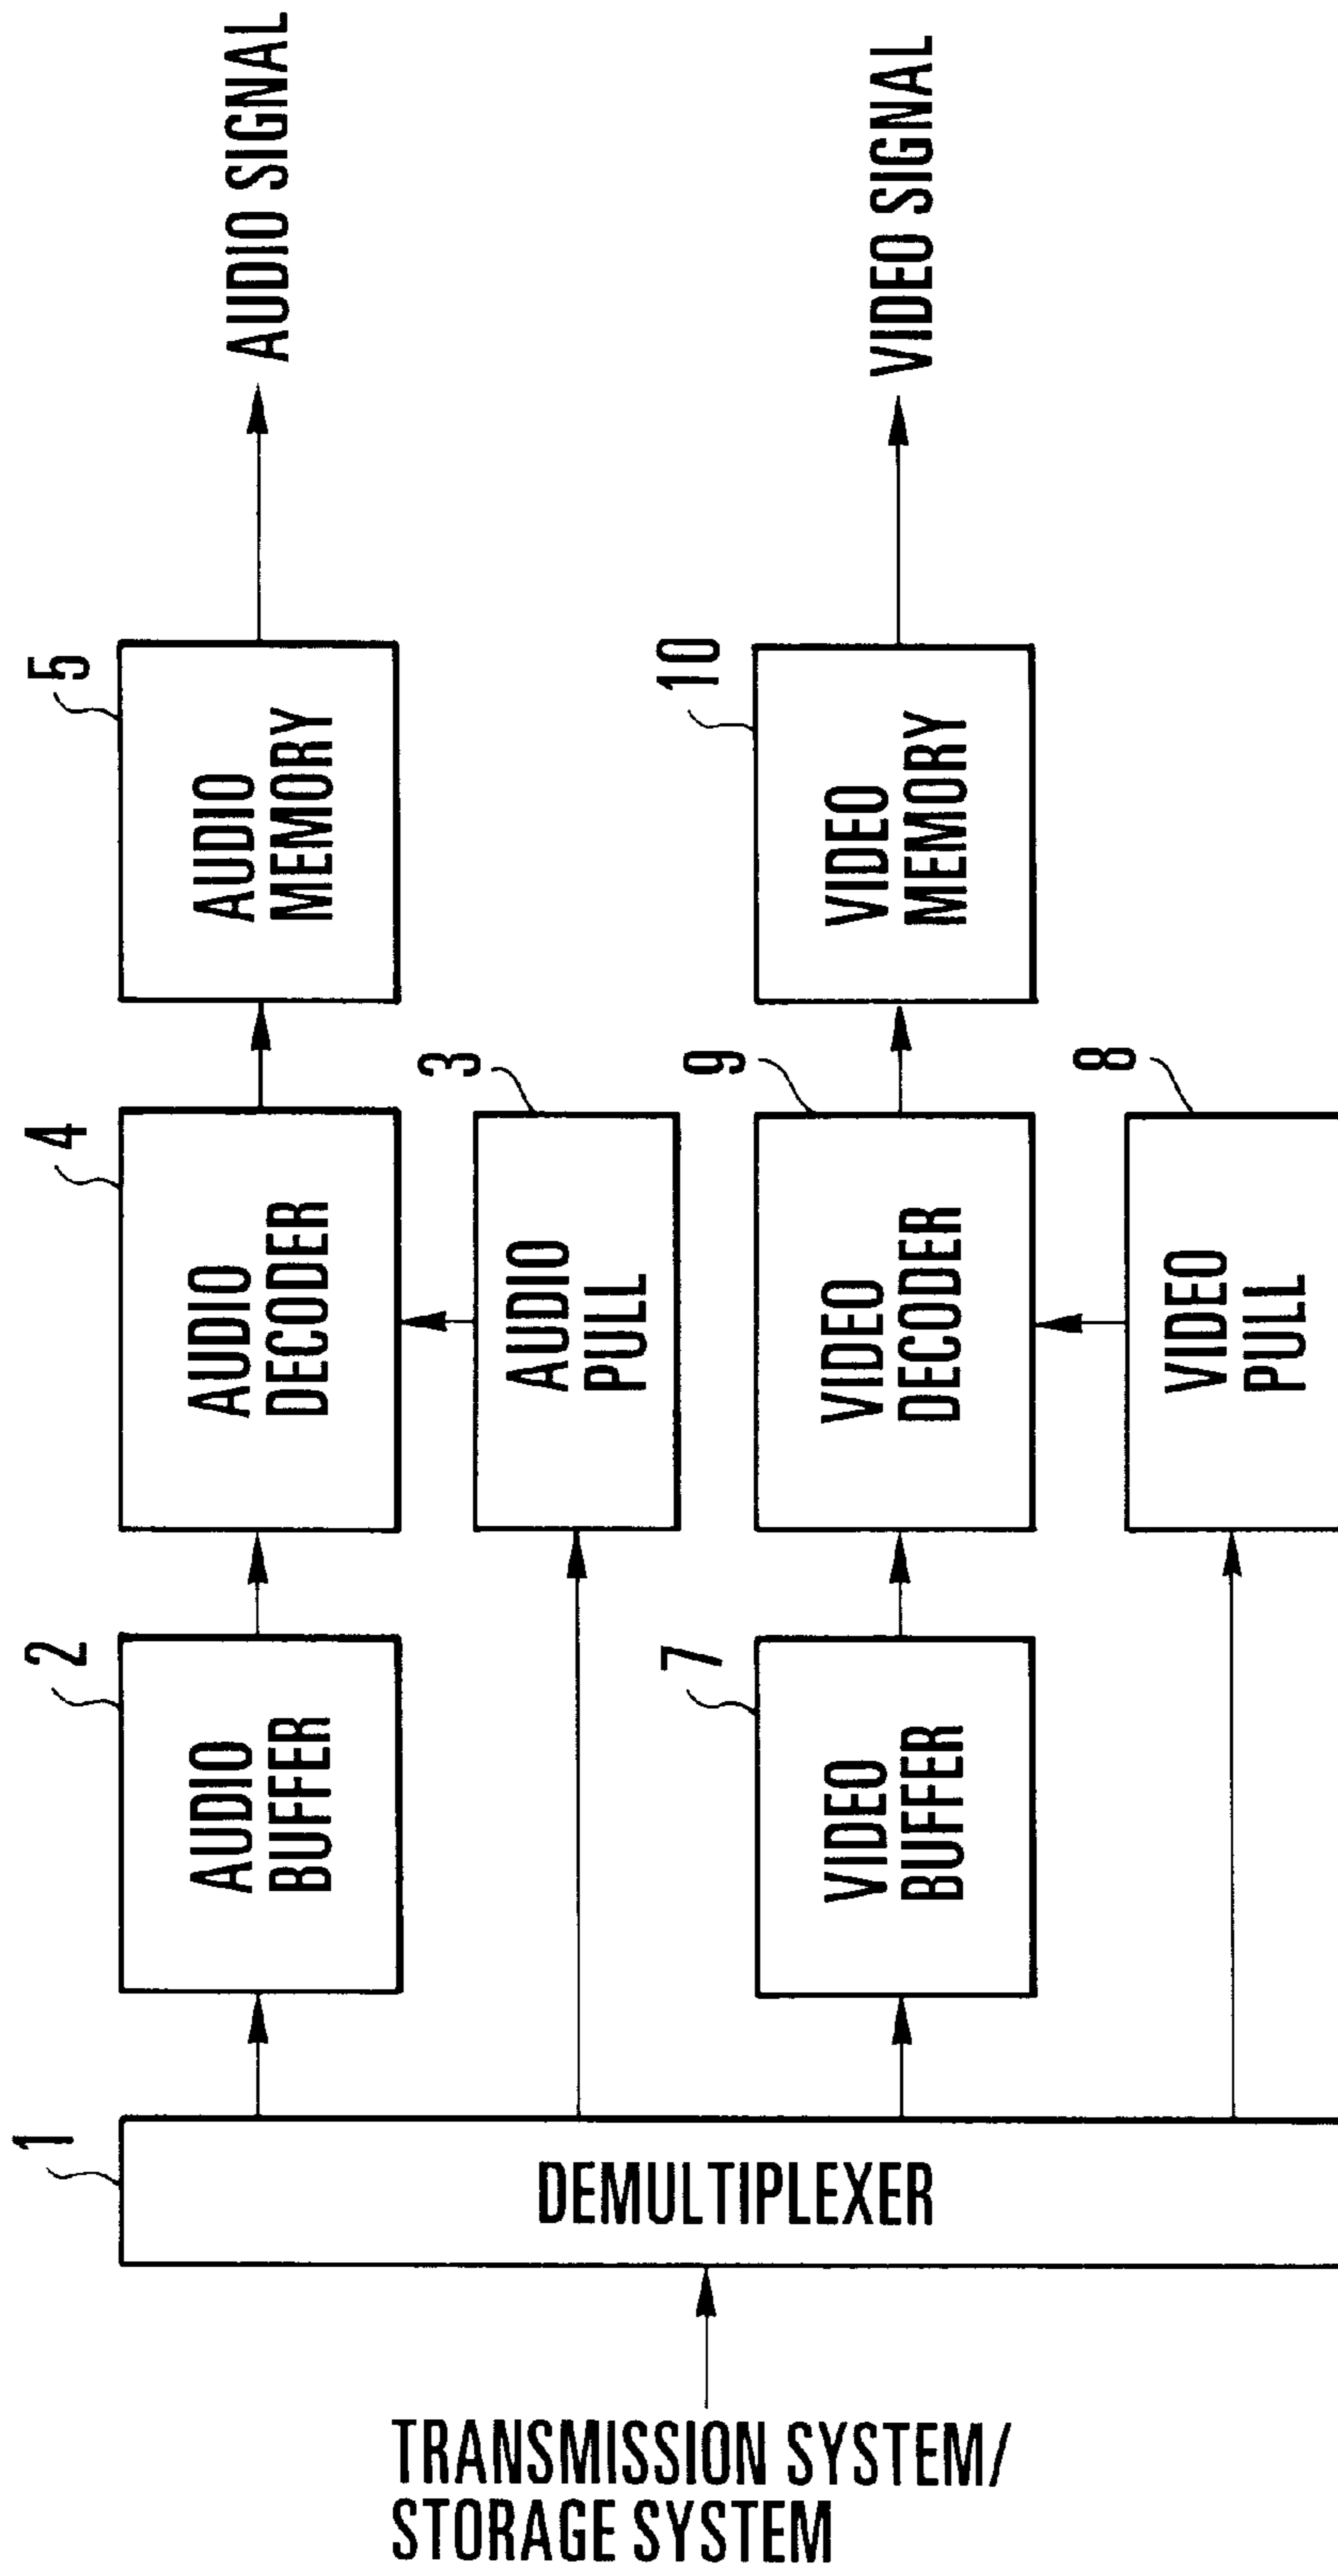 TRANSMISSION SYSTEM/
STORAGE SYSTEM
1
DEMULTIPLEXER
2
AUDIO
BUFFER
4
AUDIO
DECODER
5
AUDIO
MEMORY
AUDIO SIGNAL
3
AUDIO
PULL
7
VIDEO
BUFFER
9
VIDEO
DECODER
10
VIDEO
MEMORY
VIDEO SIGNAL
8
VIDEO
PULL